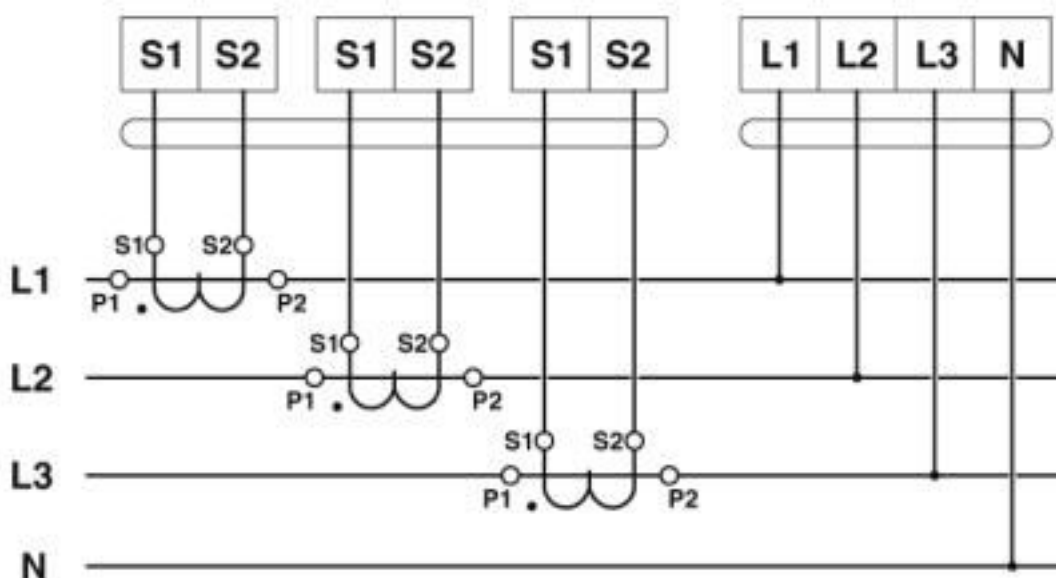 S1 S2 S1 S2 S1 S2 L1 L2 L3 N
S1 S2
L1
P1 P2
S1 S2
L2
P1 P2
S1 S2
L3
P1 P2
N